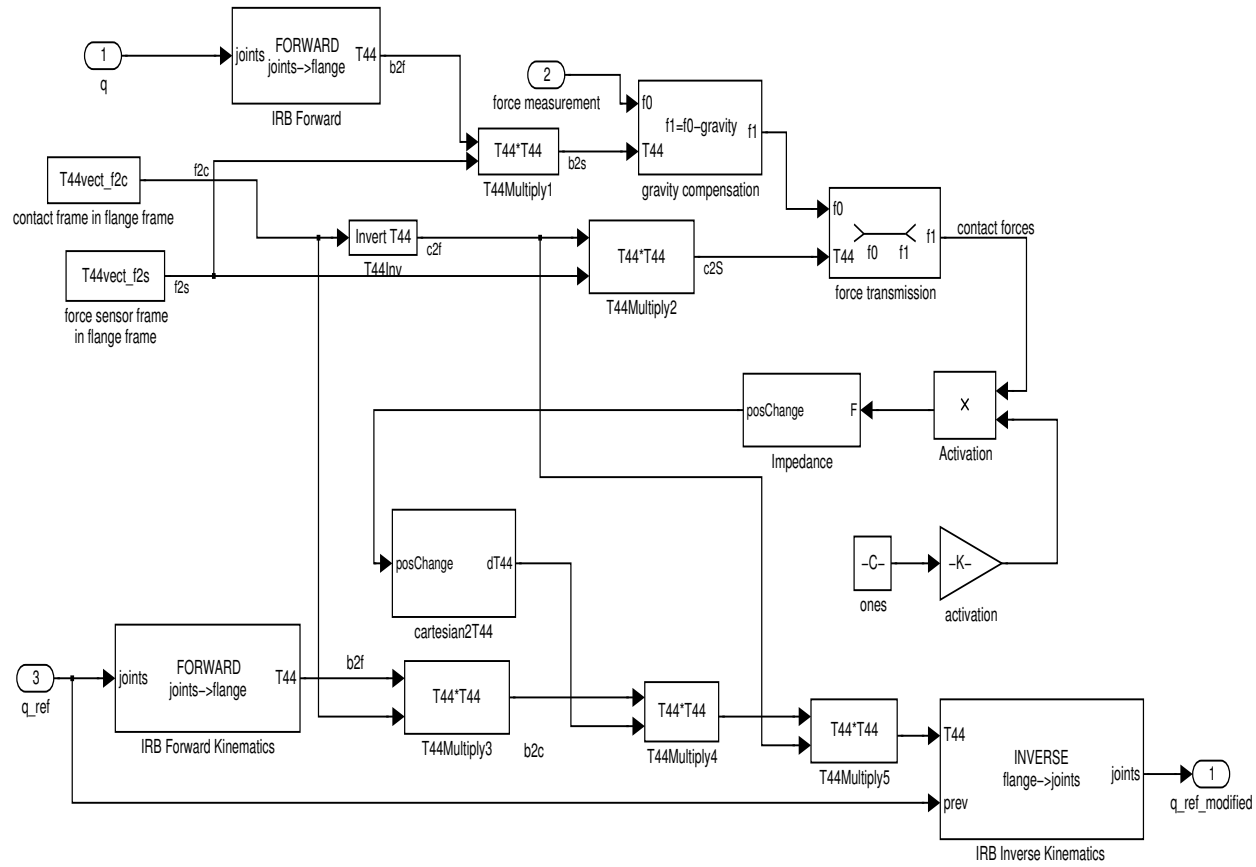 1
q
joints
FORWARD
joints->flange
T44
IRB Forward
b2f
2
force measurement
f0
T44
f1=f0−gravity
f1
gravity compensation
T44*T44
T44Multiply1
b2s
T44vect_f2c
contact frame in flange frame
f2c
Invert T44
T44Inv
c2f
T44vect_f2s
force sensor frame
in flange frame
f2s
T44*T44
T44Multiply2
c2S
f0
T44
f0
f1
f1
force transmission
contact forces
X
Activation
F
posChange
Impedance
−C−
ones
−K−
activation
posChange
dT44
cartesian2T44
3
q_ref
joints
FORWARD
joints->flange
T44
IRB Forward Kinematics
b2f
T44*T44
T44Multiply3
b2c
T44*T44
T44Multiply4
T44*T44
T44Multiply5
T44
prev
INVERSE
flange->joints
joints
IRB Inverse Kinematics
1
q_ref_modified